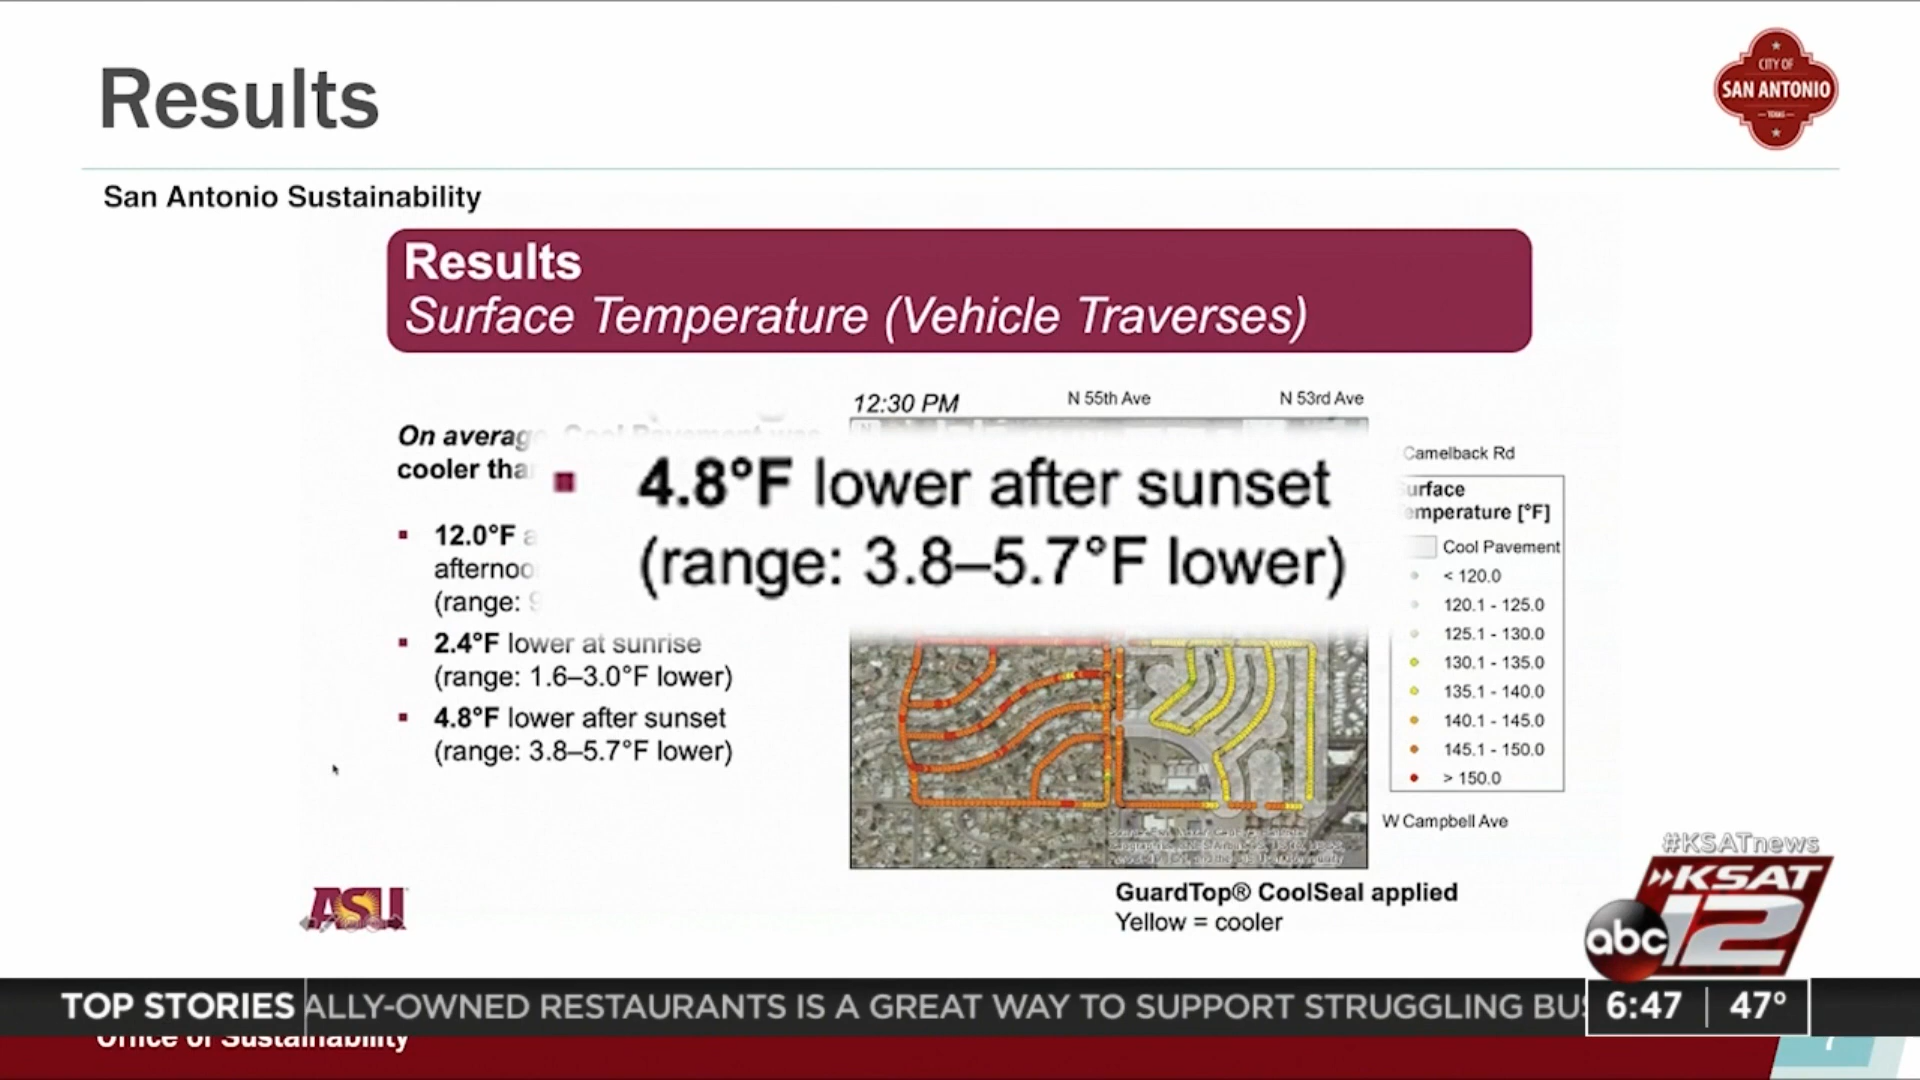 Results
CITY OF
SAN ANTONIO
TEXAS
San Antonio Sustainability
Results
Surface Temperature (Vehicle Traverses)
12:30 PM
N 55th Ave
N 53rd Ave
Camelback Rd
On averag
cooler tha
4.8°F lower after sunset
(range: 3.8–5.7°F lower)
12.0°F
afternoo
(range:
2.4°F lower at sunrise
(range: 1.6–3.0°F lower)
4.8°F lower after sunset
(range: 3.8–5.7°F lower)
urface
emperature [°F]
Cool Pavement
< 120.0
120.1 - 125.0
125.1 - 130.0
130.1 - 135.0
135.1 - 140.0
140.1 - 145.0
145.1 - 150.0
> 150.0
W Campbell Ave
GuardTop® CoolSeal applied
Yellow = cooler
ASU
#KSATnews
KSAT
abc 12
TOP STORIES
ALLY-OWNED RESTAURANTS IS A GREAT WAY TO SUPPORT STRUGGLING BUS
6:47 47°
Office of Sustainability
7